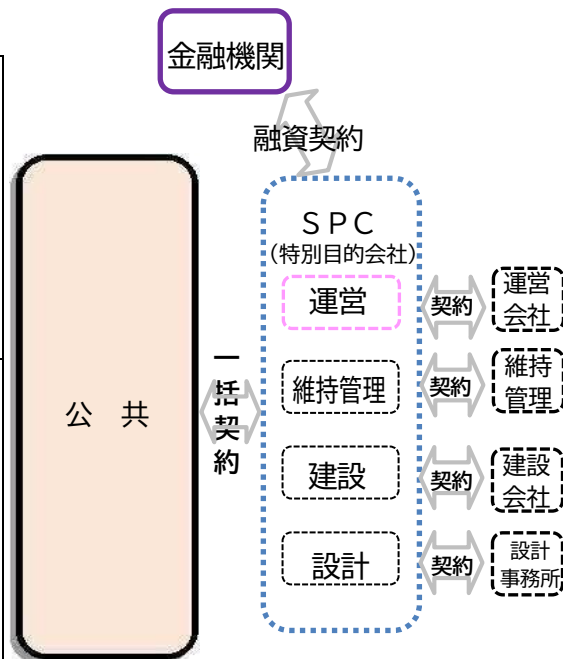 金融機関
融資契約
ＳＰＣ
（特別目的会社）
運営
契約
運営
会社
一括契約
維持管理
契約
維持
管理
公　共
建設
契約
建設
会社
設計
契約
設計
事務所